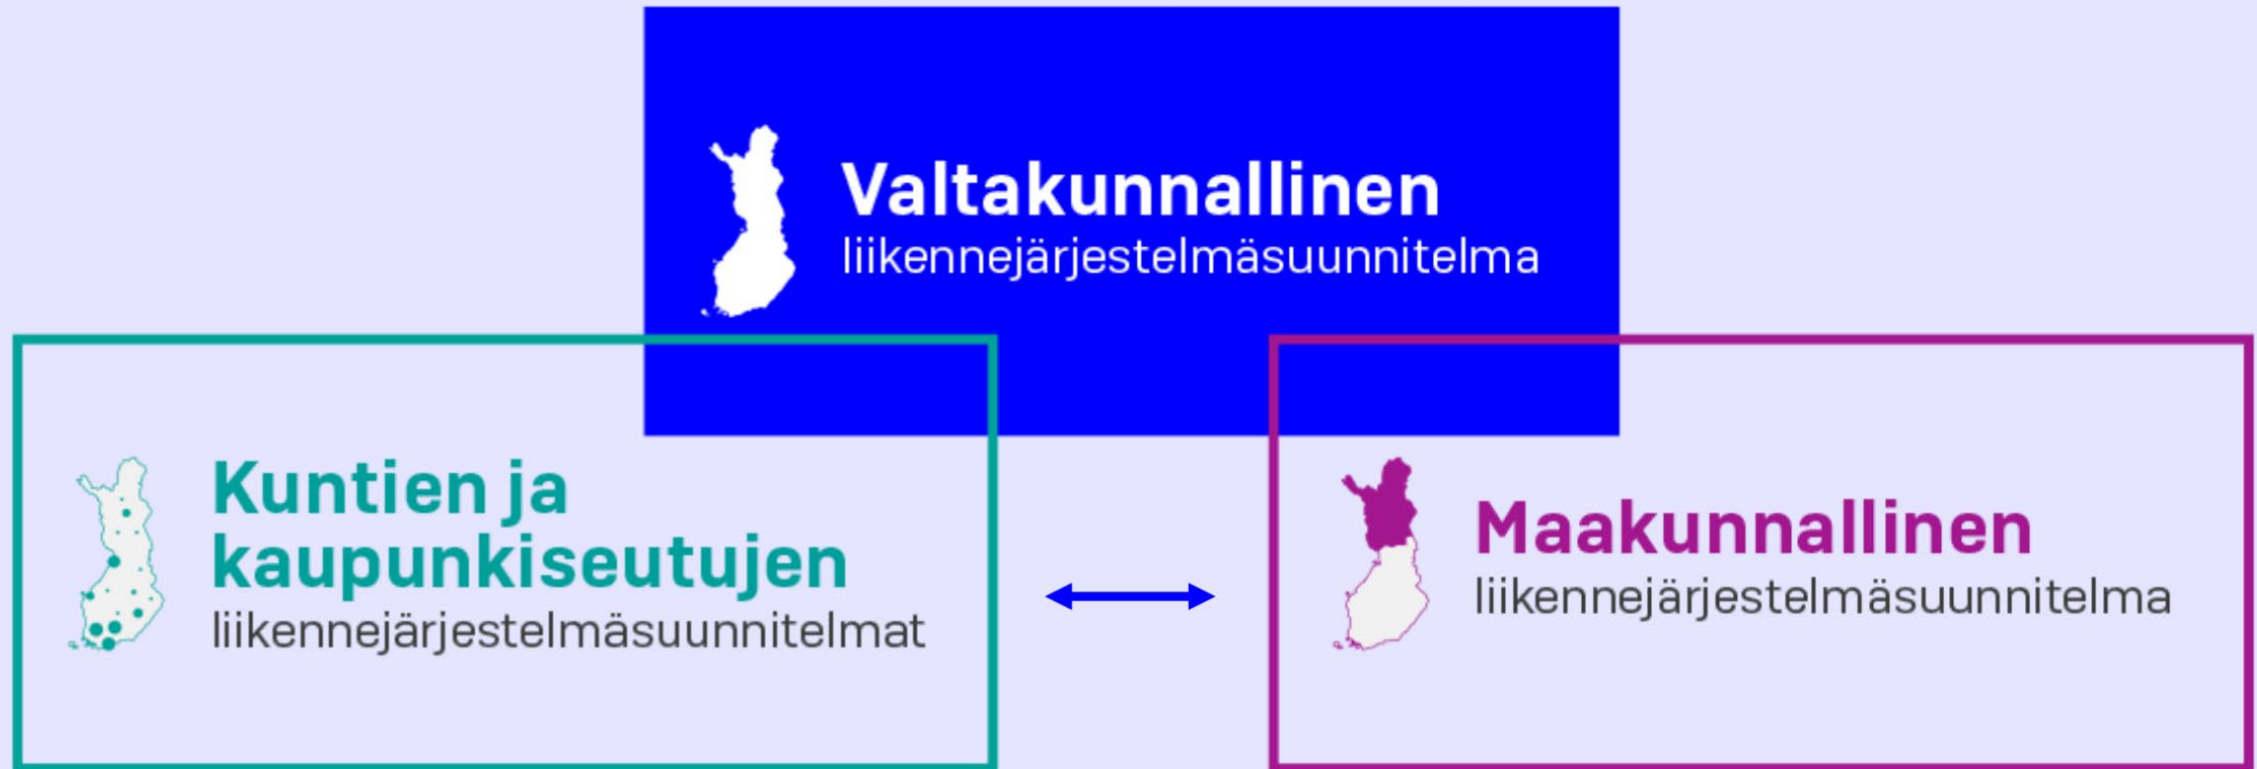 Valtakunnallinen
liikennejärjestelmäsuunnitelma
Kuntien ja
kaupunkiseutujen
liikennejärjestelmäsuunnitelmat
Maakunnallinen
liikennejärjestelmäsuunnitelma